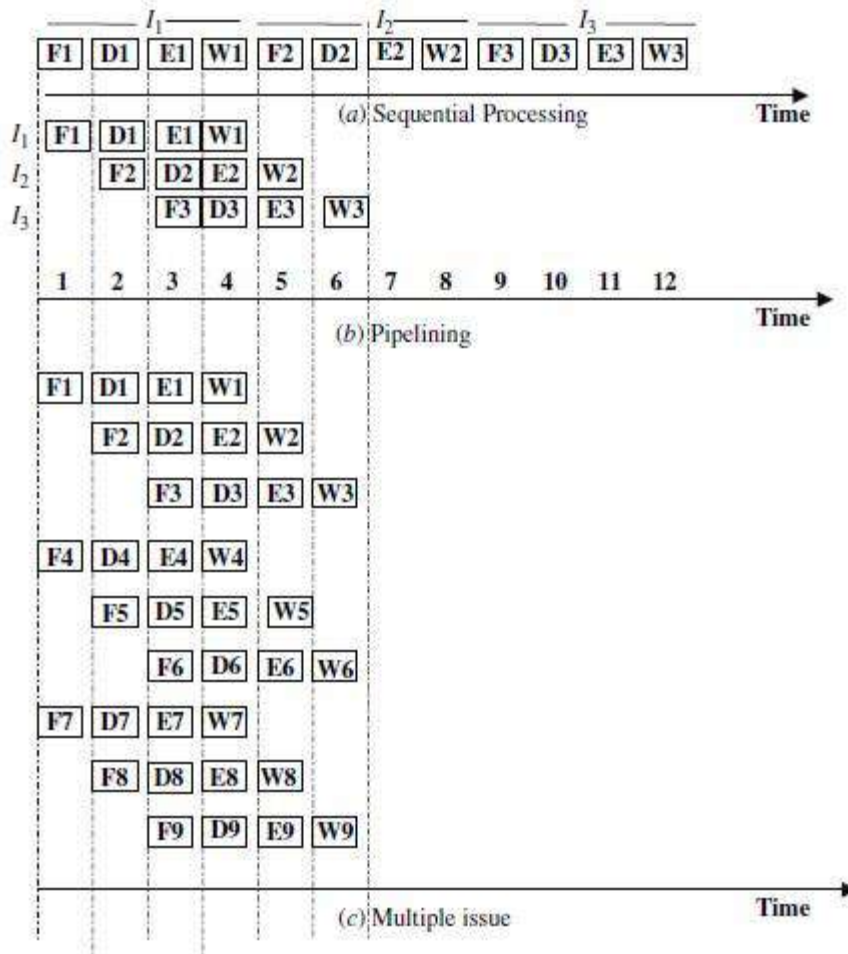 I1 I2 I3
F1 D1 E1 W1 F2 D2 E2 W2 F3 D3 E3 W3
(a) Sequential Processing Time
I1 F1 D1 E1 W1
I2 F2 D2 E2 W2
I3 F3 D3 E3 W3
1 2 3 4 5 6 7 8 9 10 11 12
Time
(b) Pipelining
F1 D1 E1 W1
F2 D2 E2 W2
F3 D3 E3 W3
F4 D4 E4 W4
F5 D5 E5 W5
F6 D6 E6 W6
F7 D7 E7 W7
F8 D8 E8 W8
F9 D9 E9 W9
(c) Multiple issue Time